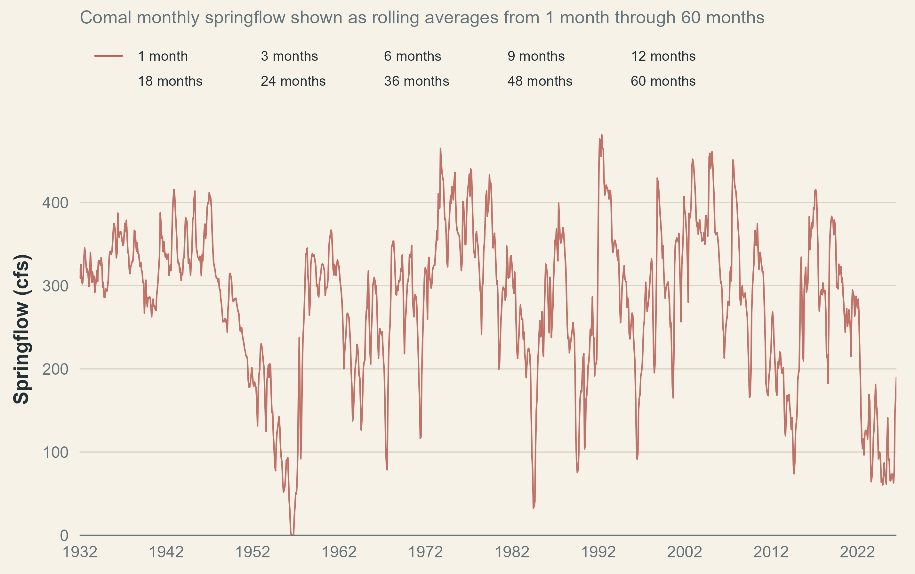 Comal monthly springflow shown as rolling averages from 1 month through 60 months
1 month 3 months 6 months 9 months 12 months
18 months 24 months 36 months 48 months 60 months
Springflow (cfs)
400
300
200
100
0
1932 1942 1952 1962 1972 1982 1992 2002 2012 2022